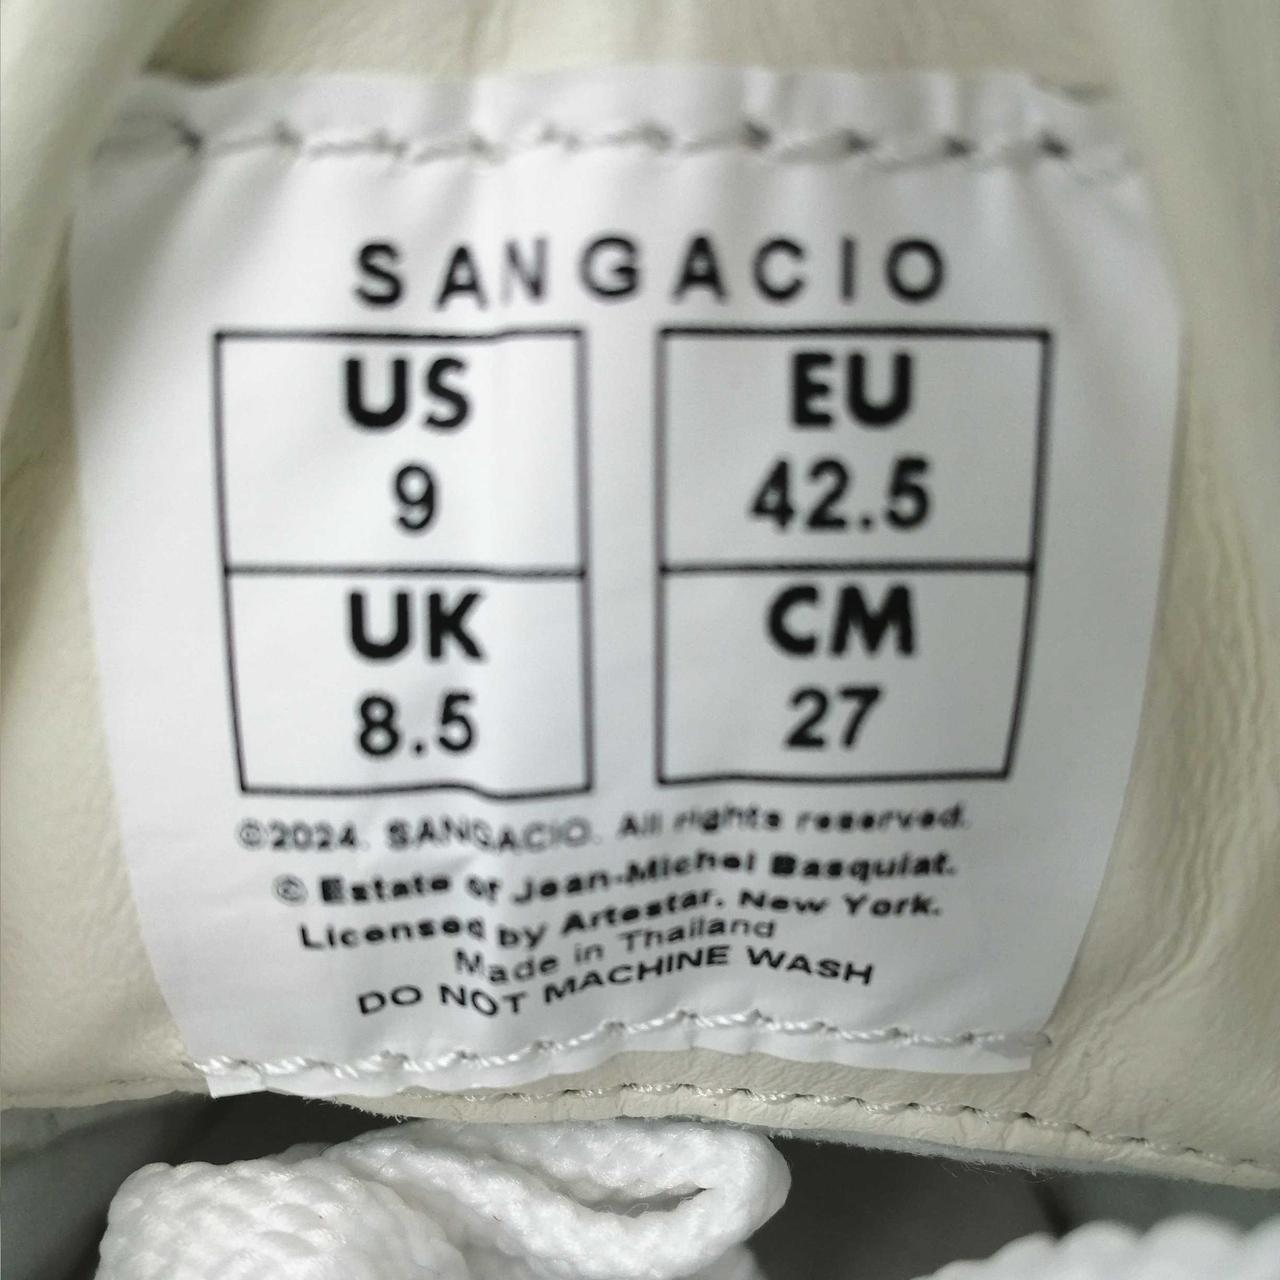 SANGACIO
US EU
9 42.5
UK CM
8.5 27
©2024. SANGACIO. All rights reserved.
© Estate of Jean-Michel Basquiat.
Licensed by Artestar, New York.
Made in Thailand
DO NOT MACHINE WASH